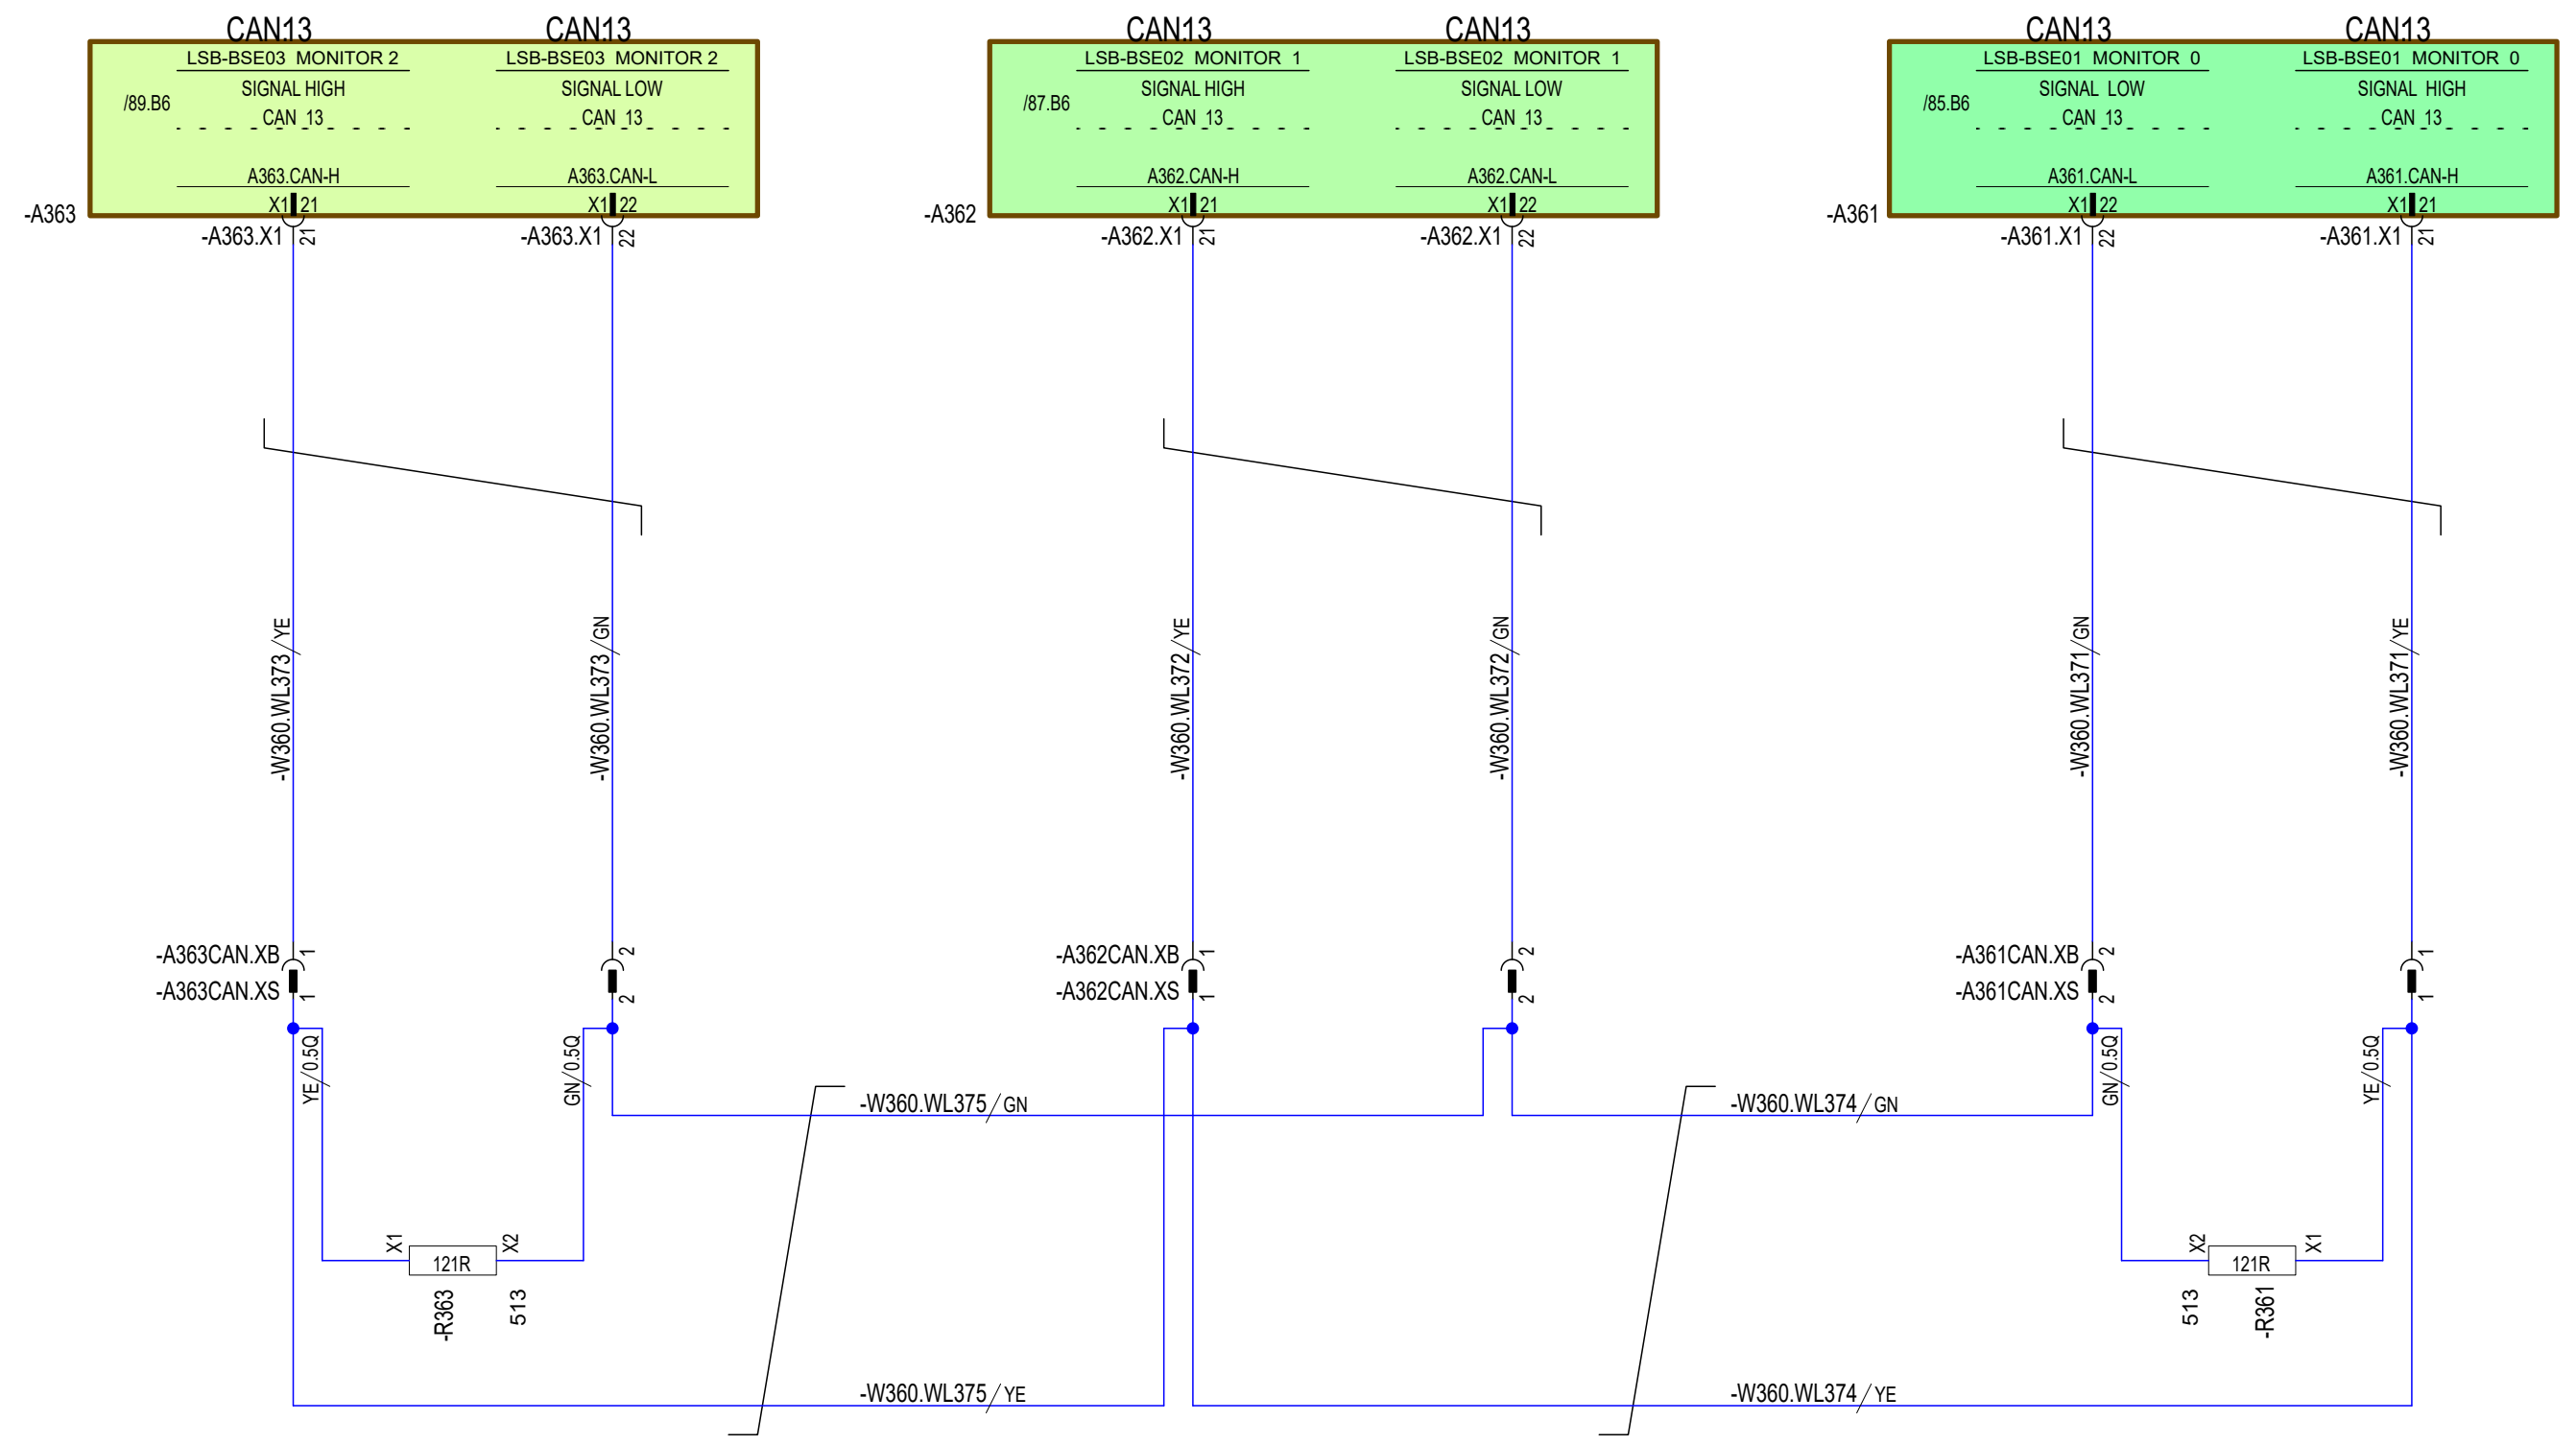 CAN13 CAN13 CAN13 CAN13 CAN13 CAN13
LSB-BSE03 MONITOR 2 LSB-BSE03 MONITOR 2 LSB-BSE02 MONITOR 1 LSB-BSE02 MONITOR 1 LSB-BSE01 MONITOR 0 LSB-BSE01 MONITOR 0
SIGNAL HIGH SIGNAL LOW SIGNAL HIGH SIGNAL LOW SIGNAL LOW SIGNAL HIGH
/89.B6 /87.B6 /85.B6
CAN 13 CAN 13 CAN 13 CAN 13 CAN 13 CAN 13
A363.CAN-H A363.CAN-L A362.CAN-H A362.CAN-L A361.CAN-L A361.CAN-H
X1 21 X1 22 X1 21 X1 22 X1 22 X1 21
-A363 -A362 -A361
-A363.X1 21 -A363.X1 22 -A362.X1 21 -A362.X1 22 -A361.X1 22 -A361.X1 21
-W360.WL373/YE -W360.WL373/GN -W360.WL372/YE -W360.WL372/GN -W360.WL371/GN -W360.WL371/YE
-A363CAN.XB 1 2 -A362CAN.XB 1 2 -A361CAN.XB 2 1
-A363CAN.XS 1 2 -A362CAN.XS 1 2 -A361CAN.XS 2 1
YE/0.5Q GN/0.5Q GN/0.5Q YE/0.5Q
-W360.WL375/GN -W360.WL374/GN
X1 X2 X2 X1
121R 121R
-R363 513 513 -R361
-W360.WL375/YE -W360.WL374/YE